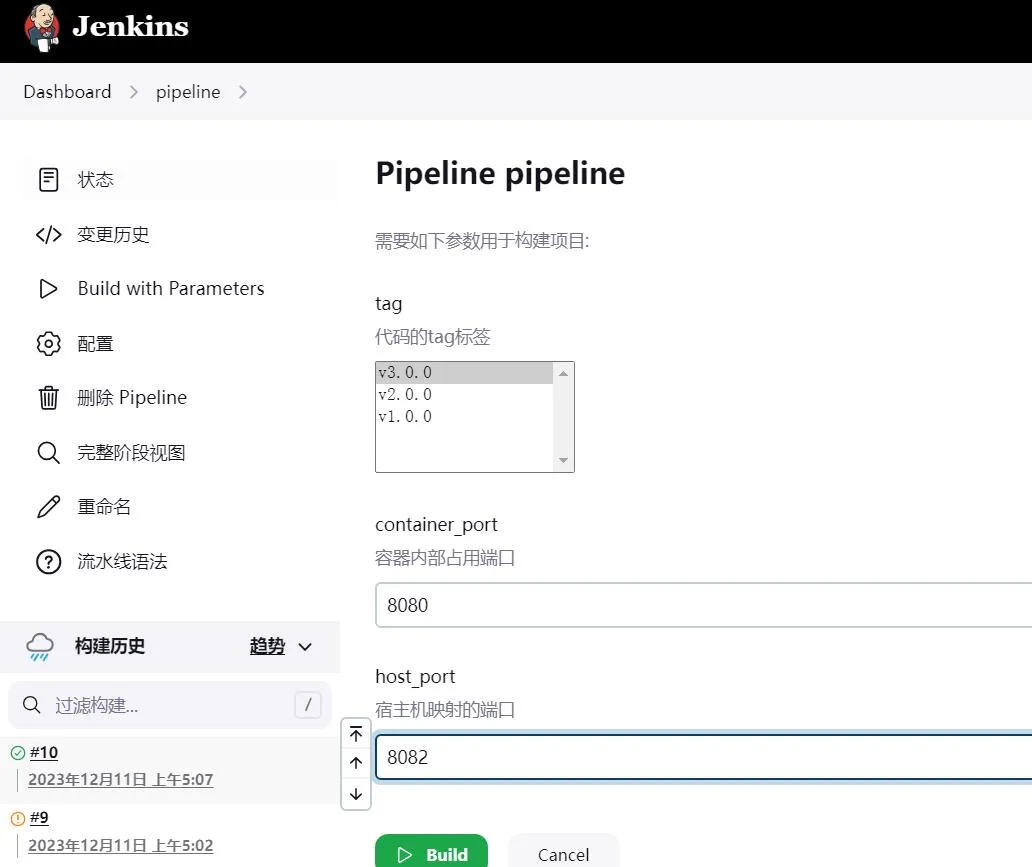 Jenkins
Dashboard
pipeline
状态
变更历史
Build with Parameters
配置
删除 Pipeline
完整阶段视图
重命名
流水线语法
构建历史
趋势
过滤构建...
/
#10
2023年12月11日 上午5:07
#9
2023年12月11日 上午5:02
Pipeline pipeline
需要如下参数用于构建项目:
tag
代码的tag标签
v3.0.0
v2.0.0
v1.0.0
container_port
容器内部占用端口
8080
host_port
宿主机映射的端口
8082
Build
Cancel